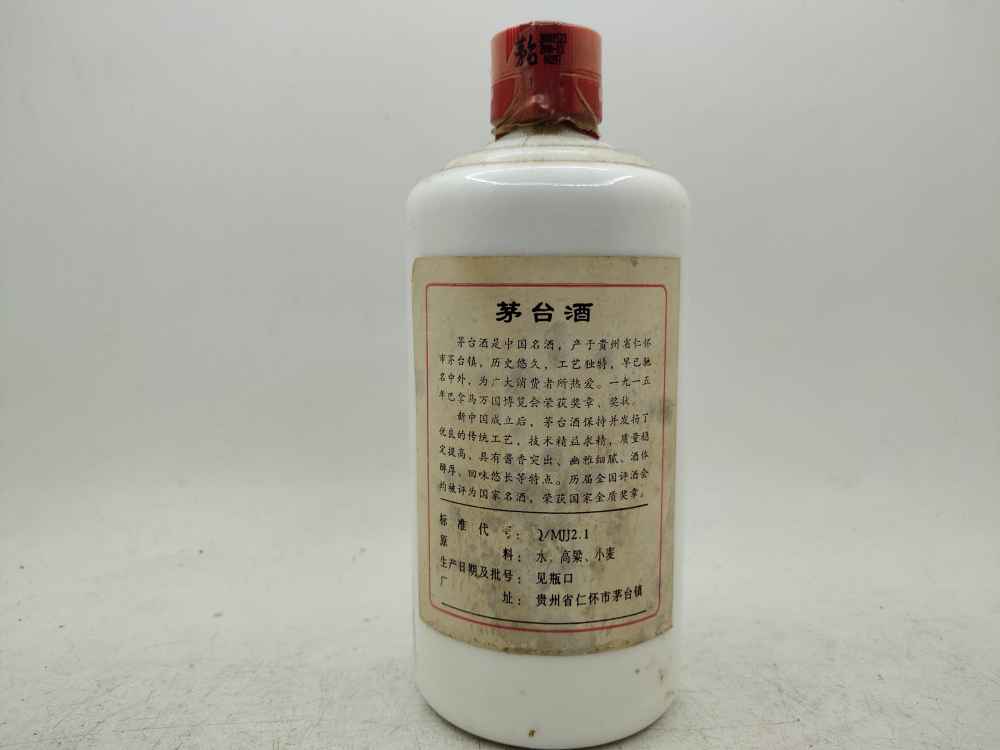 茅台
茅台酒
茅台酒是中国名酒，产于贵州省仁怀
市茅台镇，历史悠久，工艺独特，早已驰
名中外，为广大消费者所热爱。一九一五
年巴拿马万国博览会荣获奖章、奖状。
新中国成立后，茅台酒保持并发扬了
优良的传统工艺，技术精益求精，质量稳
定提高，具有酱香突出、幽雅细腻、酒体
醇厚、回味悠长等特点。历届全国评酒会
均被评为国家名酒，荣获国家金质奖章。
标准代号：Q/MJJ2.1
原料：水、高粱、小麦
生产日期及批号：见瓶口
厂址：贵州省仁怀市茅台镇